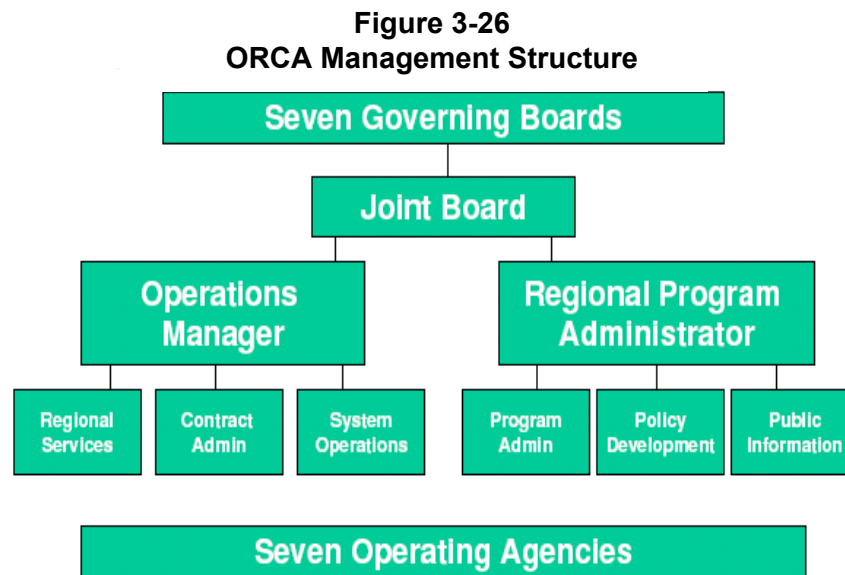 Figure 3-26
ORCA Management Structure
Seven Governing Boards
Joint Board
Operations
Manager
Regional Program
Administrator
Regional
Services
Contract
Admin
System
Operations
Program
Admin
Policy
Development
Public
Information
Seven Operating Agencies